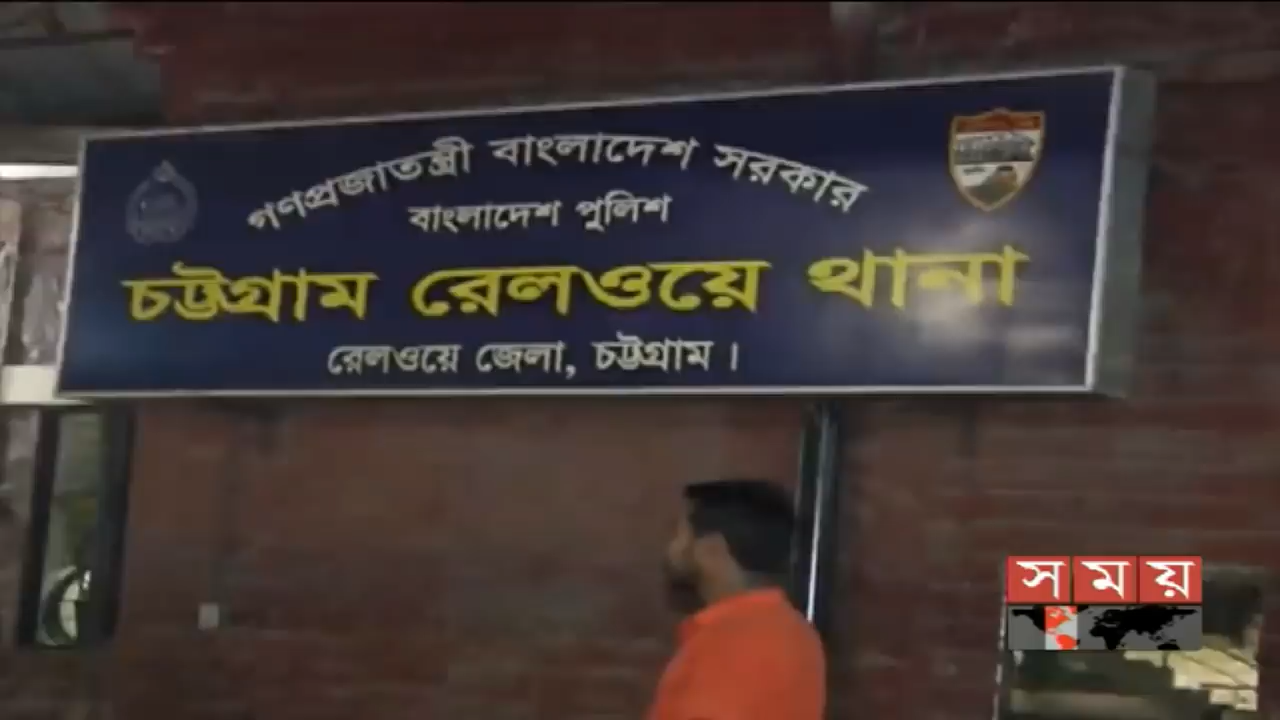 গণপ্রজাতন্ত্রী বাংলাদেশ সরকার
বাংলাদেশ পুলিশ
চট্টগ্রাম রেলওয়ে থানা
রেলওয়ে জেলা, চট্টগ্রাম।
সময়